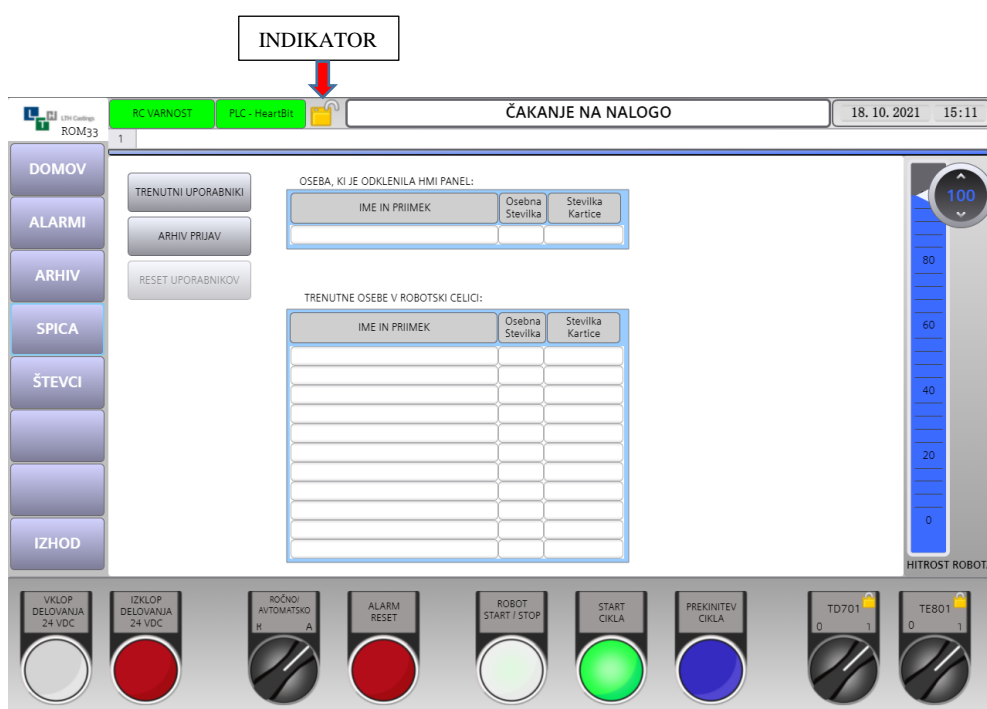 INDIKATOR
LTH Castings
ROM33
RC VARNOST
PLC - HeartBit
ČAKANJE NA NALOGO
18. 10. 2021 15:11
1
DOMOV
ALARMI
ARHIV
SPICA
ŠTEVCI
IZHOD
TRENUTNI UPORABNIKI
ARHIV PRIJAV
RESET UPORABNIKOV
OSEBA, KI JE ODKLENILA HMI PANEL:
IME IN PRIIMEK
Osebna
Stevilka
Stevilka
Kartice
TRENUTNE OSEBE V ROBOTSKI CELICI:
IME IN PRIIMEK
Osebna
Stevilka
Stevilka
Kartice
100
80
60
40
20
0
HITROST ROBOT
VKLOP
DELOVANJA
24 VDC
IZKLOP
DELOVANJA
24 VDC
ROČNO/
AVTOMATSKO
R A
ALARM
RESET
ROBOT
START / STOP
START
CIKLA
PREKINITEV
CIKLA
TD701
0 1
TE801
0 1